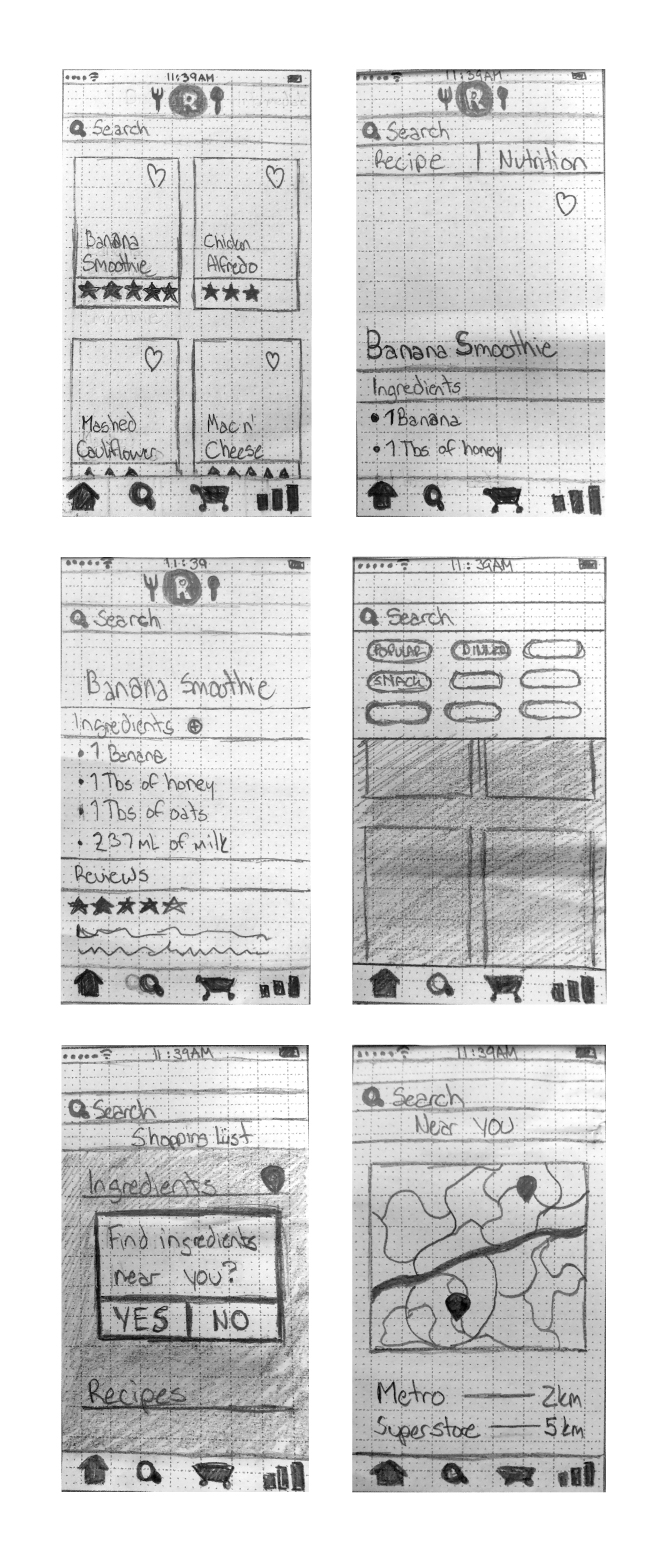 11:39AM
R
Search
Banana
Smoothie
Chicken
Alfredo
Mashed
Cauliflower
Mac n'
Cheese
11:39AM
R
Search
Recipe | Nutrition
Banana Smoothie
Ingredients
• 1 Banana
• 1 Tbs of honey
11:39
R
Search
Banana Smoothie
Ingredients
• 1 Banana
• 1 Tbs of honey
• 1 Tbs of oats
• 237 mL of milk
Reviews
11:39AM
Search
POPULAR DINNER
SNACK
11:39AM
Search
Shopping List
Ingredients
Find ingredients
near you?
YES NO
Recipes
11:39AM
Search
Near you
Metro 2km
Superstore 5km